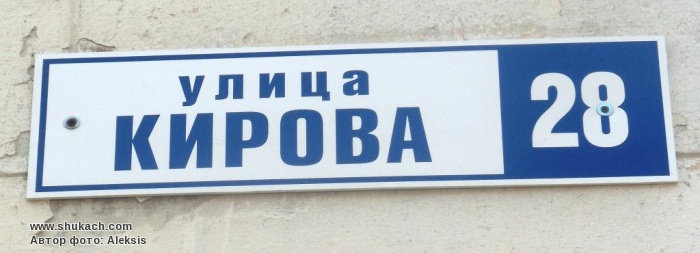 улица
КИРОВА
28
www.shukach.com
Автор фото: Aleksis